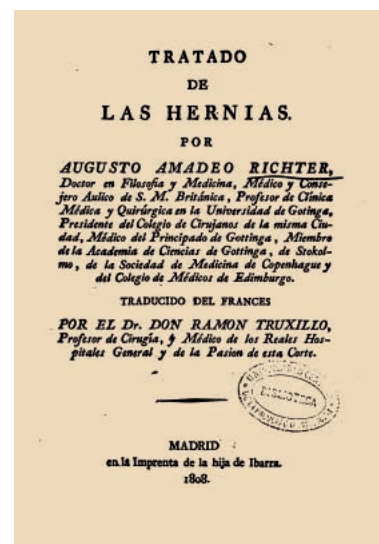 TRATADO
DE
LAS HERNIAS.
POR
AUGUSTO AMADEO RICHTER,
Doctor en Filosofia y Medicina, Médico y Conse-
jero Aulico de S. M. Británica, Profesor de Clínica
Médica y Quirúrgica en la Universidad de Gotinga,
Presidente del Colegio de Cirujanos de la misma Ciu-
dad, Médico del Principado de Gottinga, Miembro
de la Academia de Ciencias de Gottinga, de Stokol-
mo, de la Sociedad de Medicina de Copenhague y
del Colegio de Médicos de Edimburgo.
TRADUCIDO DEL FRANCES
POR EL Dr. DON RAMON TRUXILLO,
Profesor de Cirugía, y Médico de los Reales Hos-
pitales General y de la Pasion de esta Corte.
BIBLIOTECA
MADRID
en la Imprenta de la hija de Ibarra.
1808.